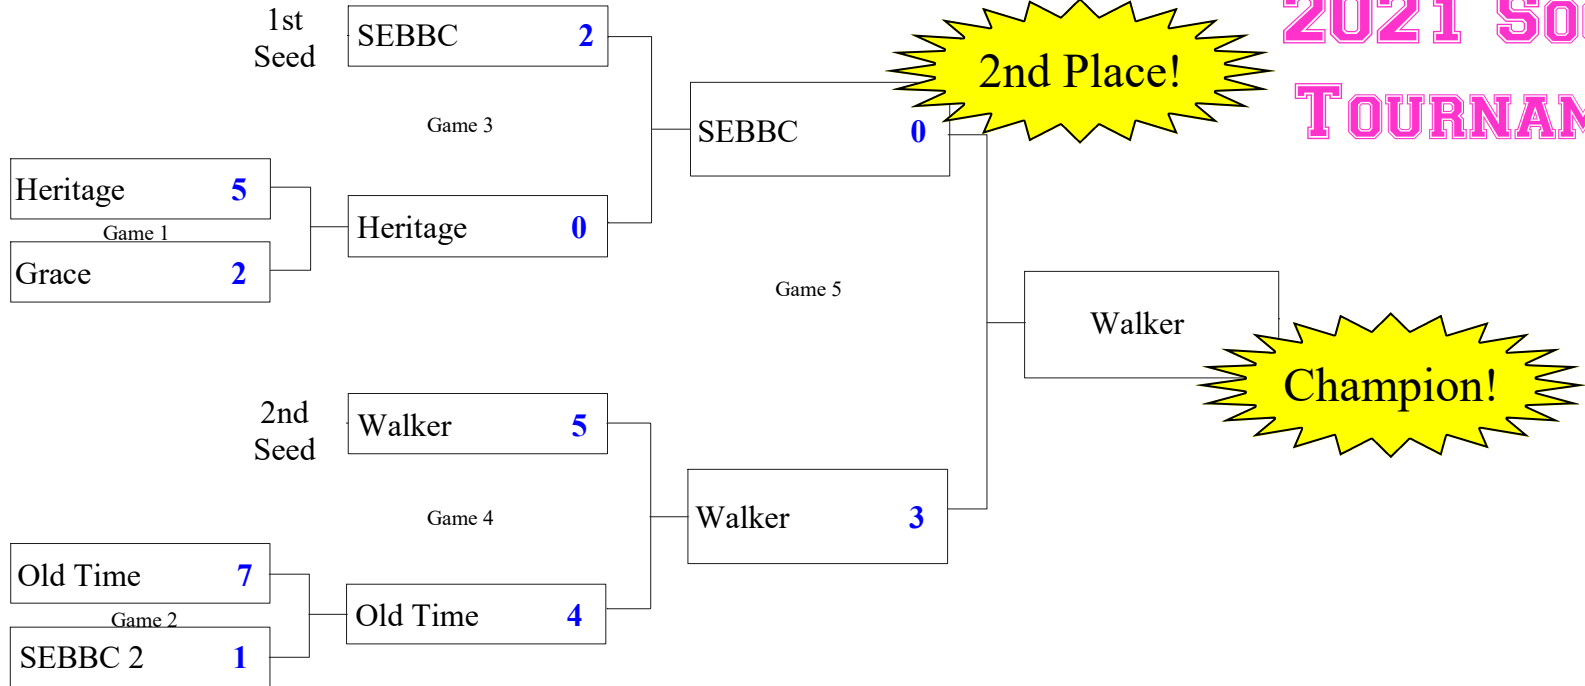 2021
1st
Seed
SEBBC 2
2nd Place!
Game 3
SEBBC 0
Heritage 5
Game 1
Grace 2
Heritage 0
Game 5
Walker
Champion!
2nd
Seed
Walker 5
Game 4
Walker 3
Old Time 7
Game 2
SEBBC 2 1
Old Time 4